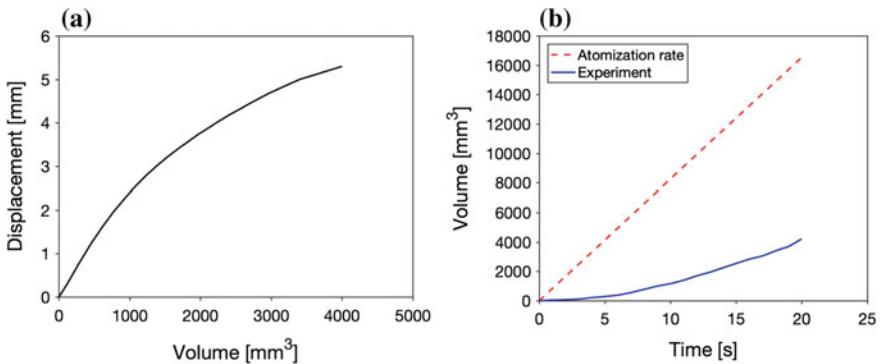 (a)
6
5
4
3
2
1
0
Displacement [mm]
0 1000 2000 3000 4000 5000
Volume [mm³]
(b)
18000
16000
14000
12000
10000
8000
6000
4000
2000
0
Volume [mm³]
Atomization rate
Experiment
0 5 10 15 20 25
Time [s]